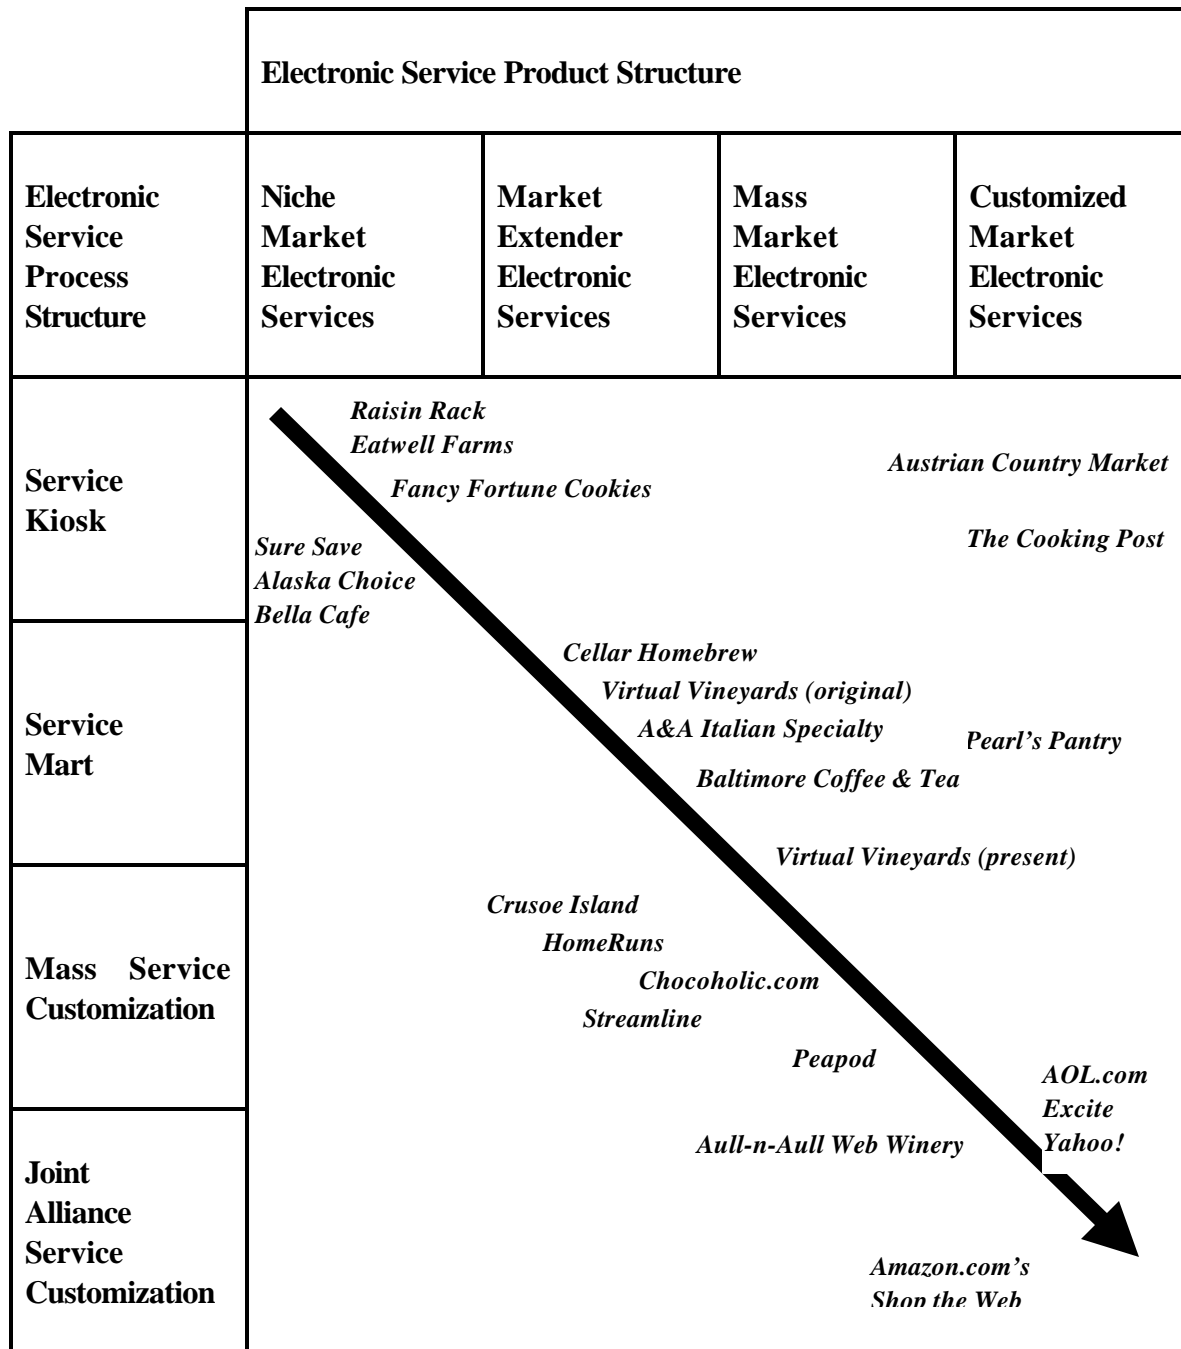 Electronic Service Product Structure
Electronic
Service
Process
Structure
Niche
Market
Electronic
Services
Market
Extender
Electronic
Services
Mass
Market
Electronic
Services
Customized
Market
Electronic
Services
Service
Kiosk
Raisin Rack
Eatwell Farms
Fancy Fortune Cookies
Austrian Country Market
The Cooking Post
Sure Save
Alaska Choice
Bella Cafe
Service
Mart
Cellar Homebrew
Virtual Vineyards (original)
A&A Italian Specialty
Pearl's Pantry
Baltimore Coffee & Tea
Virtual Vineyards (present)
Mass Service
Customization
Crusoe Island
HomeRuns
Chocoholic.com
Streamline
Peapod
AOL.com
Excite
Yahoo!
Joint
Alliance
Service
Customization
Aull-n-Aull Web Winery
Amazon.com's
Shop the Web